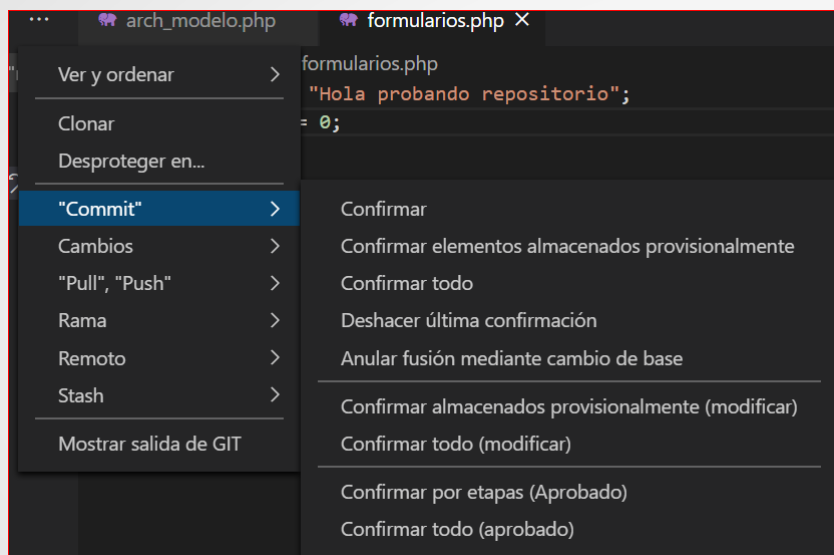 ··· arch_modelo.php formularios.php ×
formularios.php
"Hola probando repositorio";
= 0;
Ver y ordenar >
Clonar
Desproteger en...
"Commit" >
Cambios >
"Pull", "Push" >
Rama >
Remoto >
Stash >
Mostrar salida de GIT
Confirmar
Confirmar elementos almacenados provisionalmente
Confirmar todo
Deshacer última confirmación
Anular fusión mediante cambio de base
Confirmar almacenados provisionalmente (modificar)
Confirmar todo (modificar)
Confirmar por etapas (Aprobado)
Confirmar todo (aprobado)